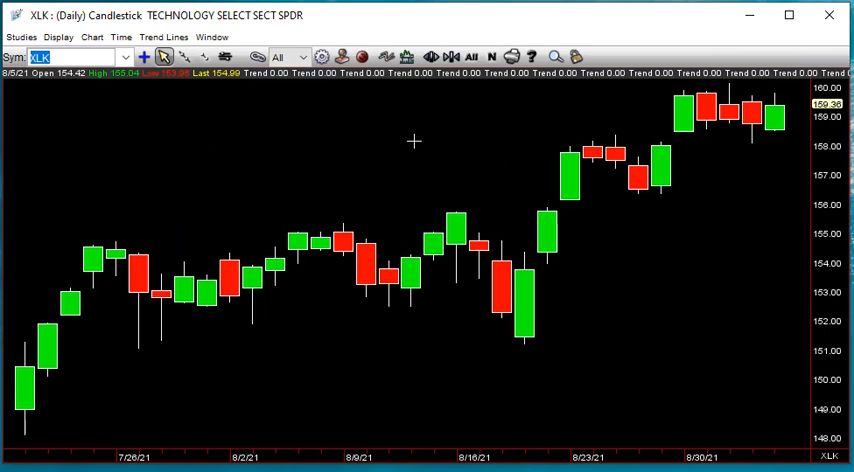 XLK : (Daily) Candlestick  TECHNOLOGY SELECT SECT SPDR
Studies Display Chart Time Trend Lines Window
Sym: XLK All All N ?
8/5/21 Open 154.42 High 155.04 Low 153.95 Last 154.99 Trend 0.00 Trend 0.00 Trend 0.00 Trend 0.00 Trend 0.00 Trend 0.00 Trend 0.00 Trend 0.00 Trend 0.00 Trend 0.00 Trend 0.00 Trend 0
160.00
159.36
159.00
158.00
157.00
156.00
155.00
154.00
153.00
152.00
151.00
150.00
149.00
148.00
7/26/21 8/2/21 8/9/21 8/16/21 8/23/21 8/30/21 XLK